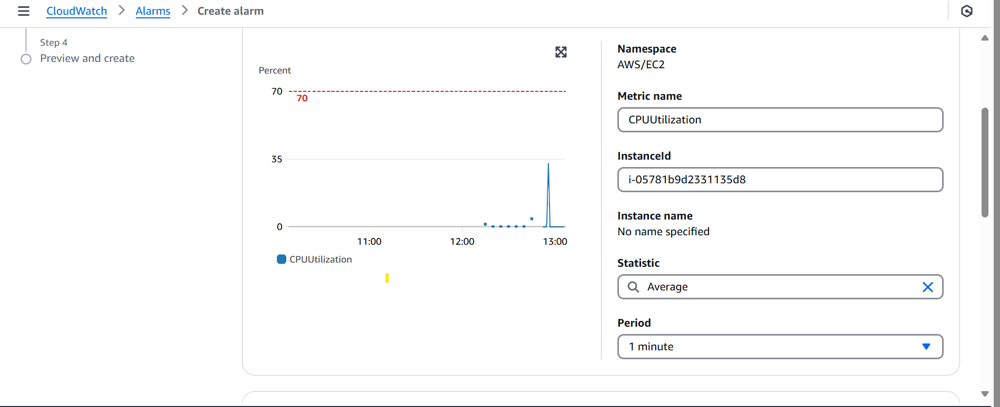 CloudWatch > Alarms > Create alarm
Step 4
Preview and create
Percent
70
70
35
0
11:00 12:00 13:00
CPUUtilization
Namespace
AWS/EC2
Metric name
CPUUtilization
InstanceId
i-05781b9d2331135d8
Instance name
No name specified
Statistic
Average
Period
1 minute